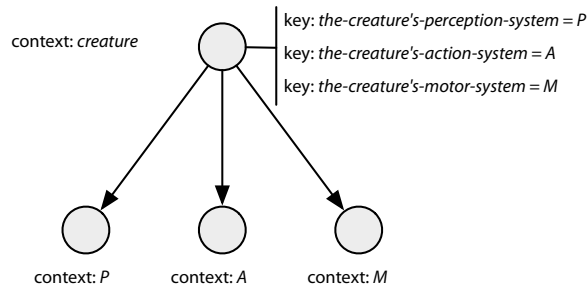 context: creature
key: the-creature's-perception-system = P
key: the-creature's-action-system = A
key: the-creature's-motor-system = M
context: P
context: A
context: M